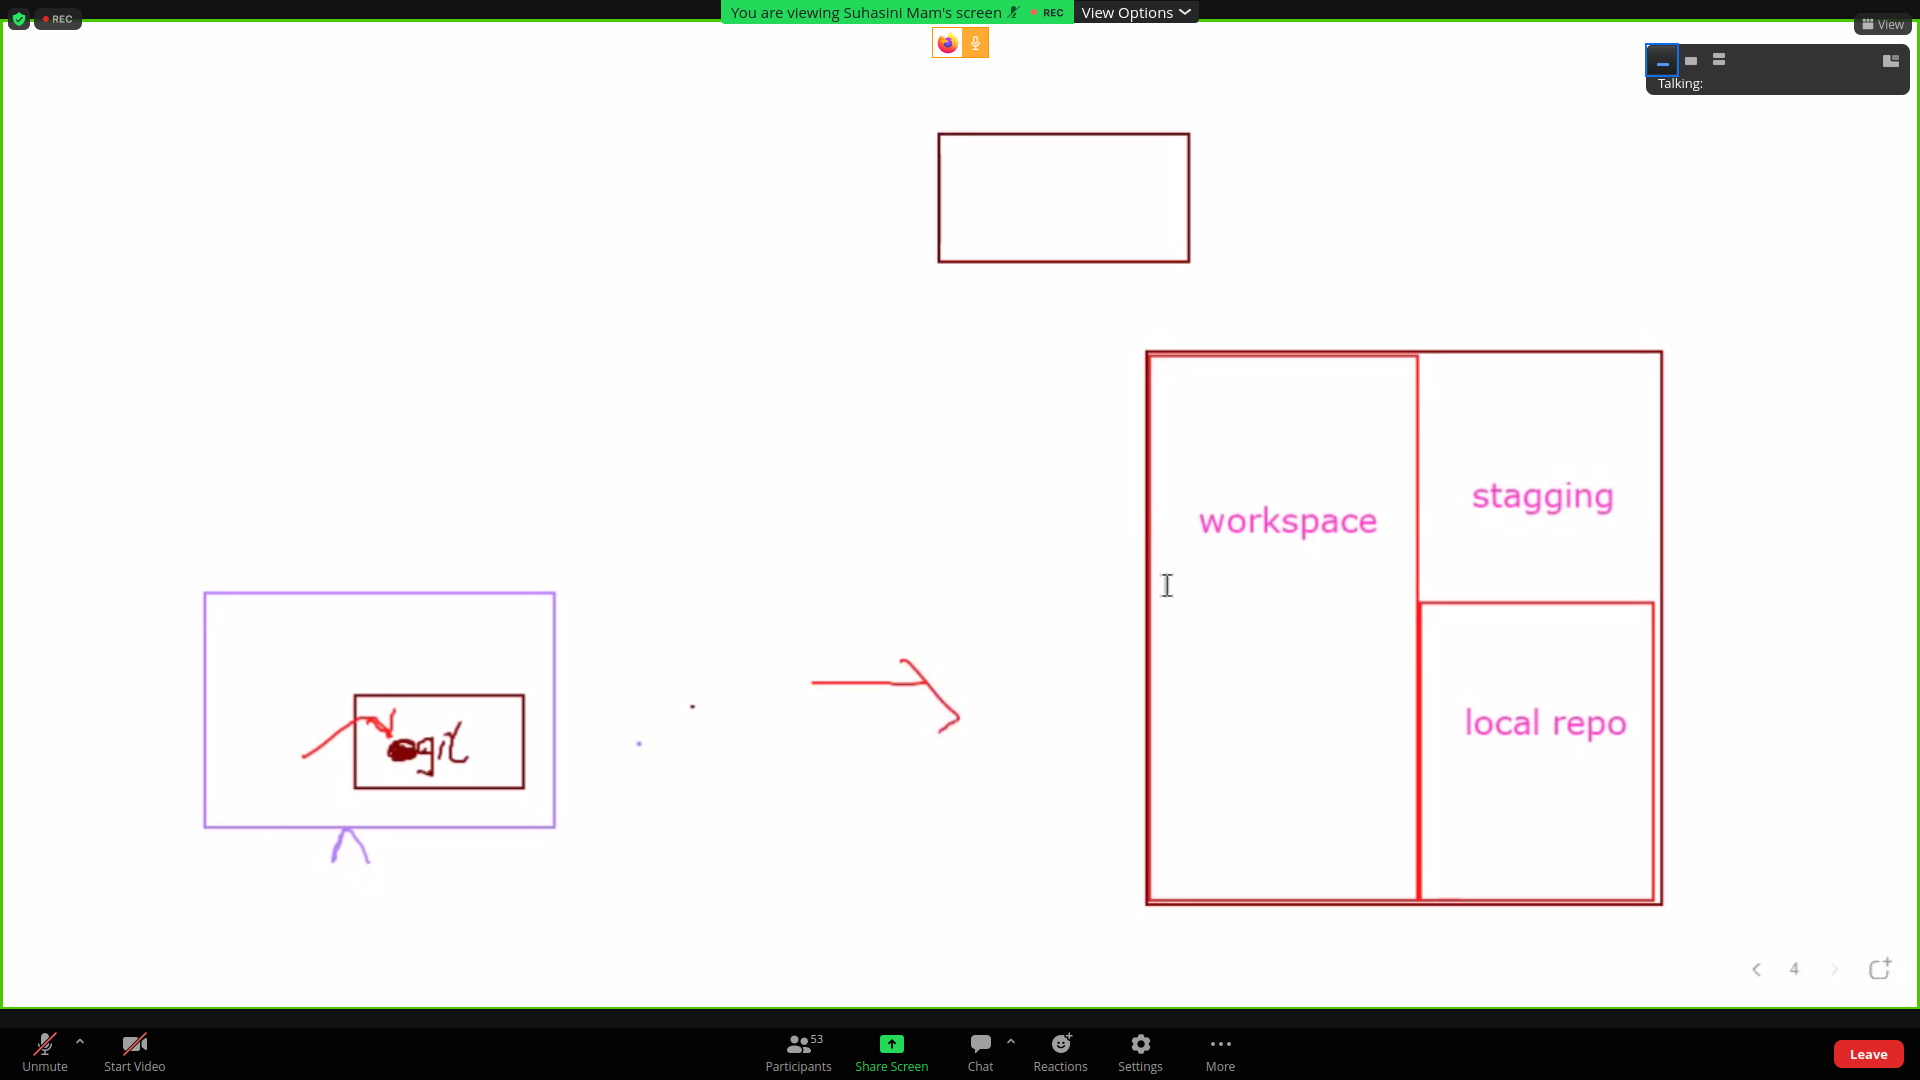 REC
You are viewing Suhasini Mam's screen
REC
View Options
View
Talking:
stagging
workspace
local repo
git
4
Unmute
Start Video
Participants
53
Share Screen
Chat
Reactions
Settings
More
Leave